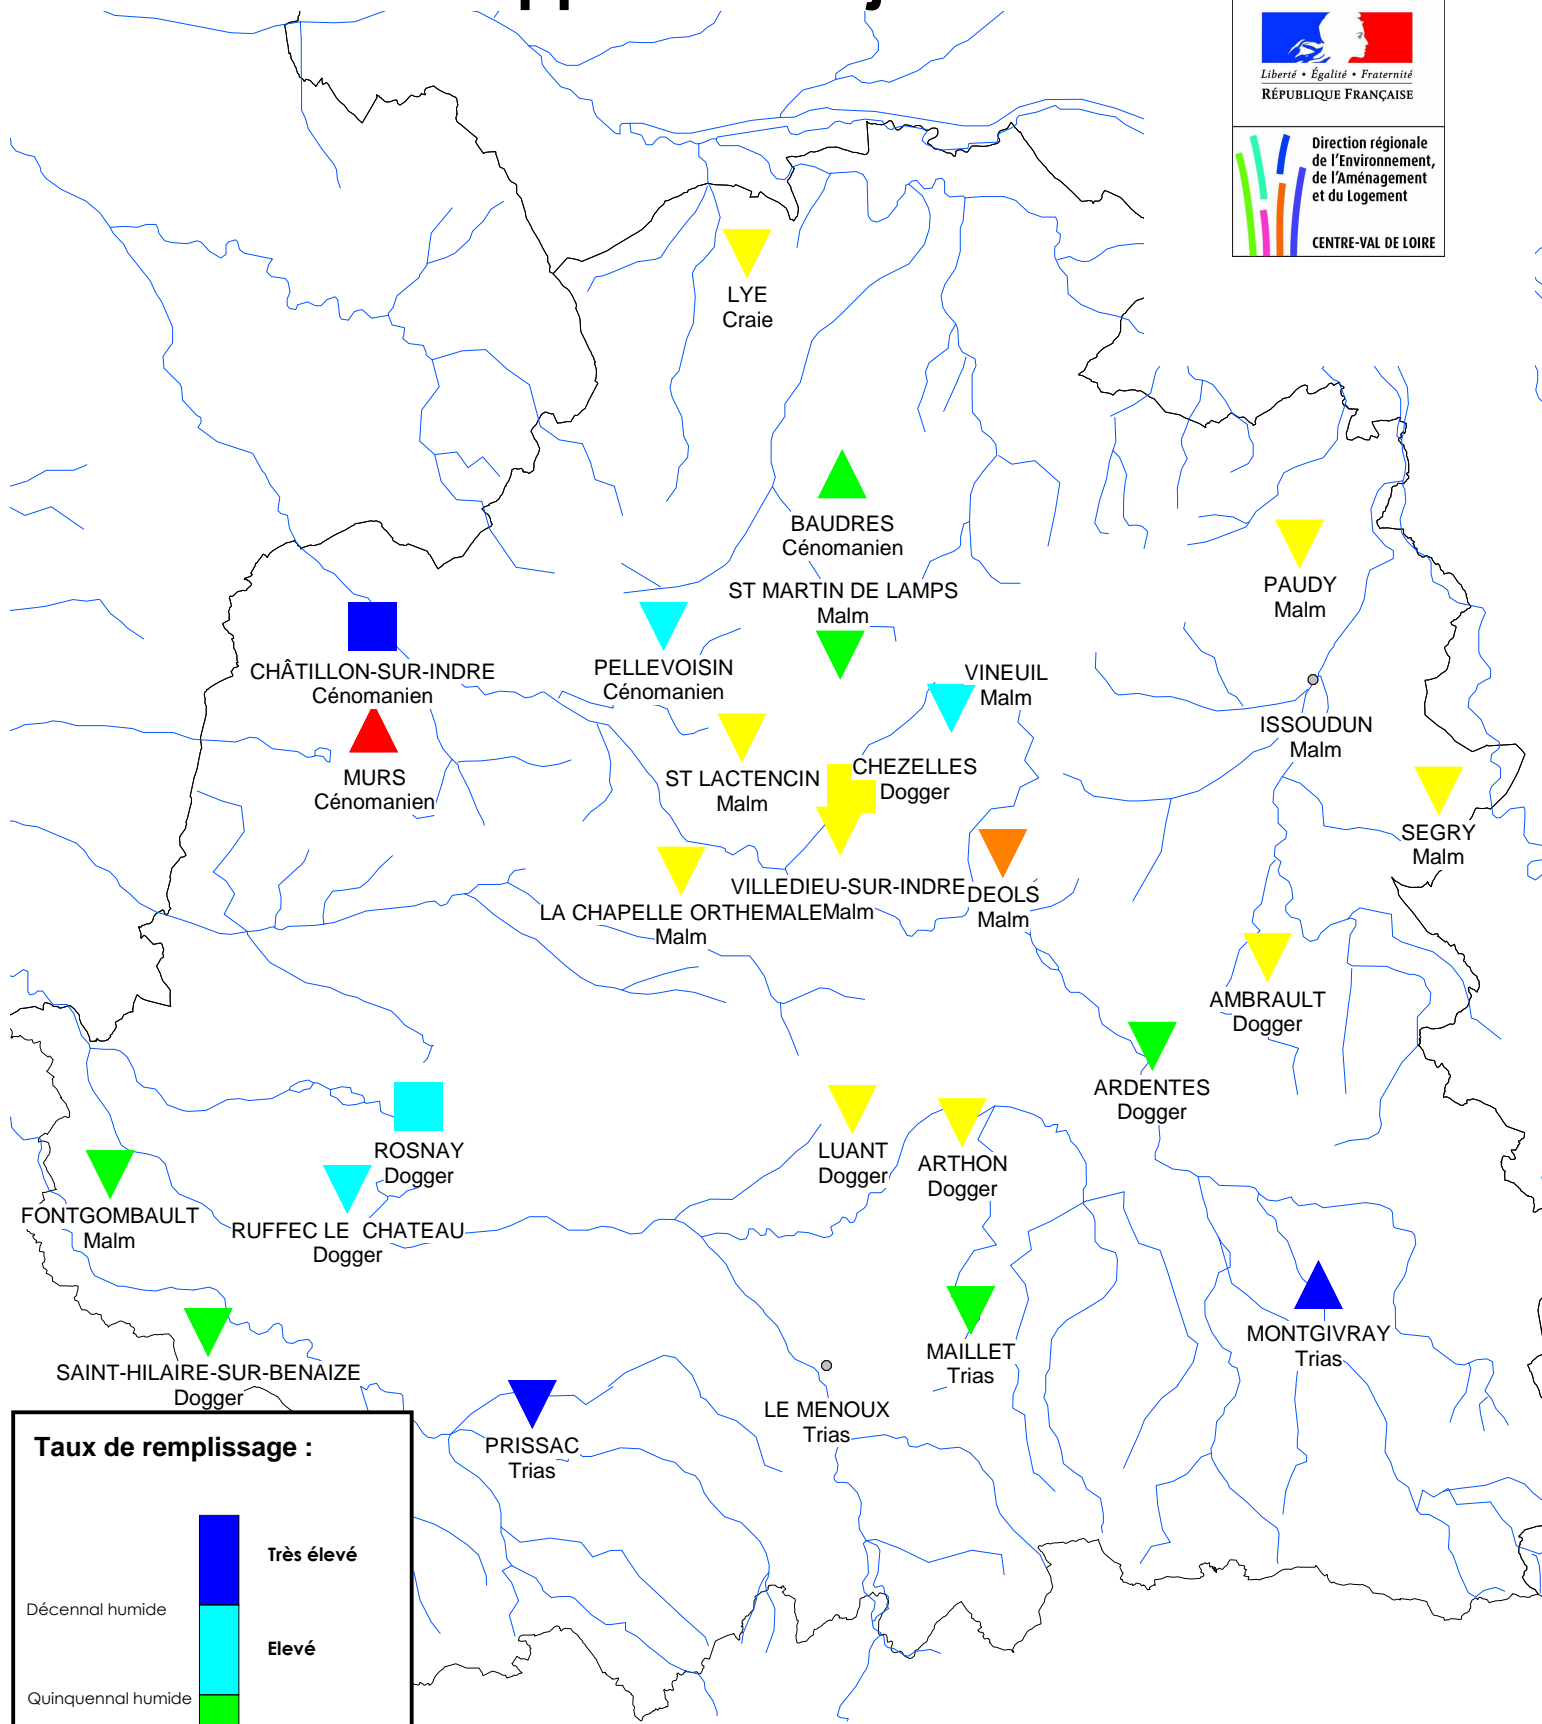 Liberté • Égalité • Fraternité
RÉPUBLIQUE FRANÇAISE
Direction régionale
de l'Environnement,
de l'Aménagement
et du Logement
CENTRE-VAL DE LOIRE
LYE
Craie
BAUDRES
Cénomanien
ST MARTIN DE LAMPS
Malm
PAUDY
Malm
CHÂTILLON-SUR-INDRE
Cénomanien
PELLEVOISIN
Cénomanien
VINEUIL
Malm
ISSOUDUN
Malm
MURS
Cénomanien
ST LACTENCIN
Malm
CHEZELLES
Dogger
SEGRY
Malm
VILLEDIEU-SUR-INDRE
Malm
DEOLS
Malm
LA CHAPELLE ORTHEMALE
Malm
AMBRAULT
Dogger
ARDENTES
Dogger
ROSNAY
Dogger
LUANT
Dogger
ARTHON
Dogger
FONTGOMBAULT
Malm
RUFFEC LE CHATEAU
Dogger
MONTGIVRAY
Trias
MAILLET
Trias
SAINT-HILAIRE-SUR-BENAIZE
Dogger
LE MENOUX
Trias
PRISSAC
Trias
Taux de remplissage :
Très élevé
Décennal humide
Elevé
Quinquennal humide